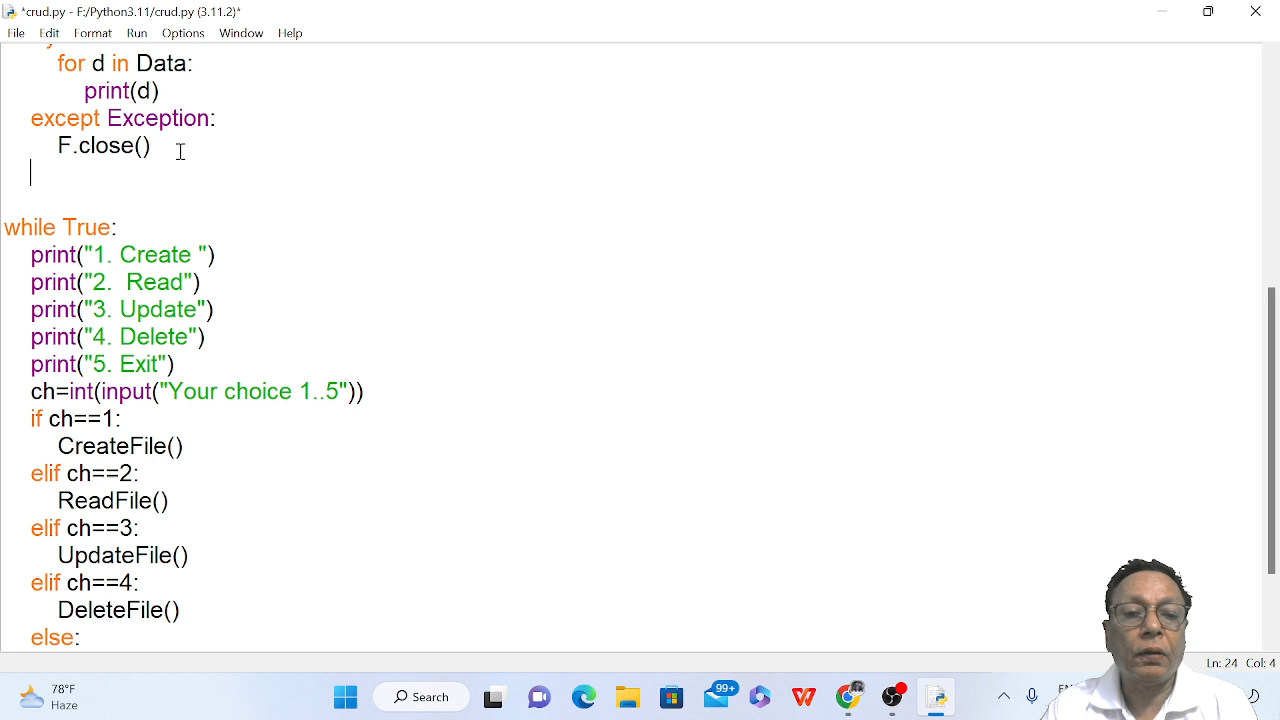 *crud.py - F:/Python3.11/crud.py (3.11.2)*
File Edit Format Run Options Window Help
for d in Data:
print(d)
except Exception:
F.close()
while True:
print("1. Create ")
print("2.  Read")
print("3. Update")
print("4. Delete")
print("5. Exit")
ch=int(input("Your choice 1..5"))
if ch==1:
CreateFile()
elif ch==2:
ReadFile()
elif ch==3:
UpdateFile()
elif ch==4:
DeleteFile()
else:
Ln: 24 Col: 4
78°F
Haze
Search
99+